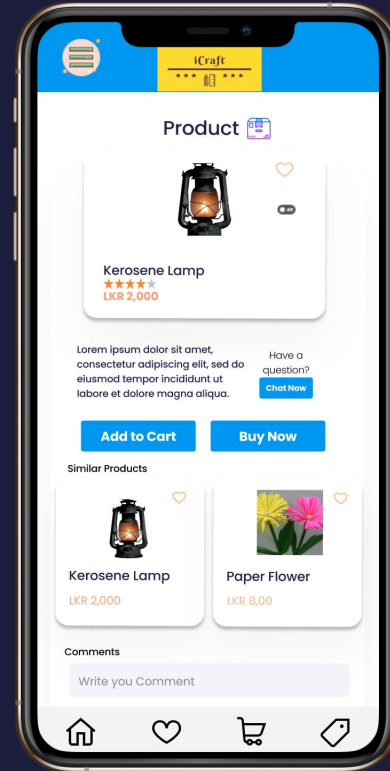 iCraft
Product
AR
Kerosene Lamp
LKR 2,000
Lorem ipsum dolor sit amet,
consectetur adipiscing elit, sed do
eiusmod tempor incididunt ut
labore et dolore magna aliqua.
Have a
question?
Chat Now
Add to Cart
Buy Now
Similar Products
Kerosene Lamp
LKR 2,000
Paper Flower
LKR 8,00
Comments
Write you Comment